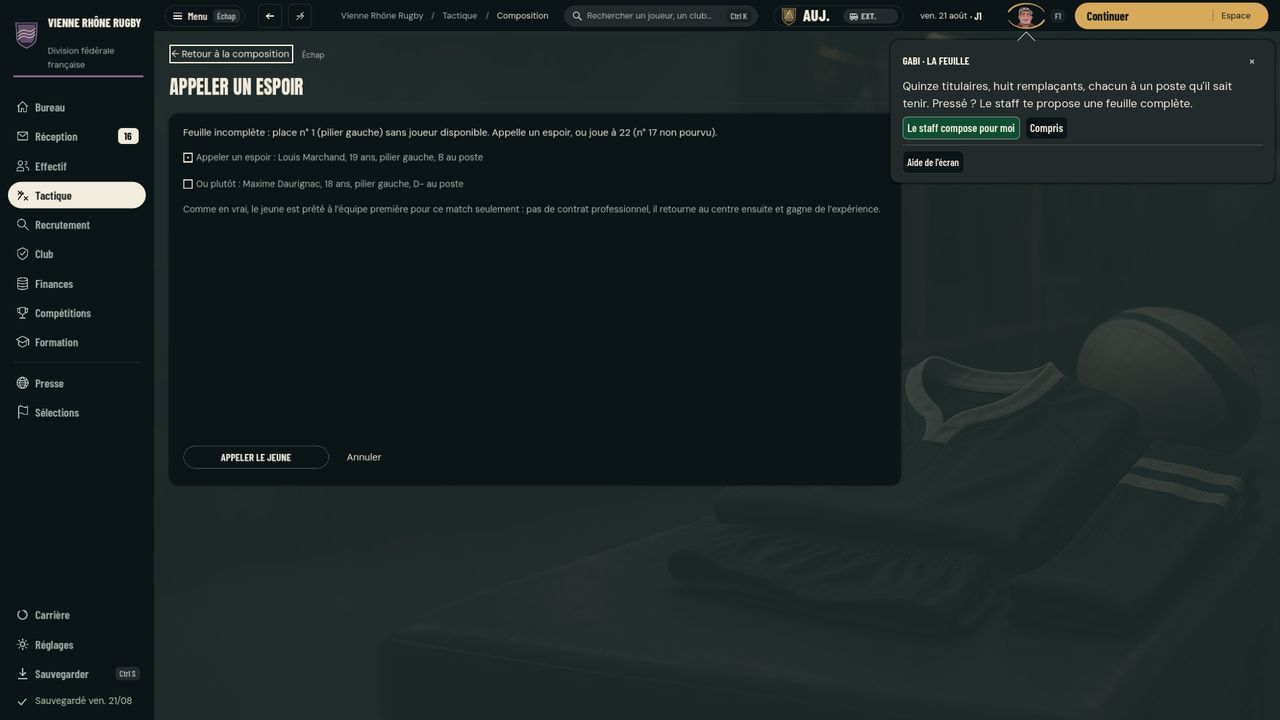 VIENNE RHÔNE RUGBY
Division fédérale
française
Menu Échap
Vienne Rhône Rugby / Tactique / Composition
Rechercher un joueur, un club... Ctrl K
AUJ. EXT.
ven. 21 août · J1
F1
Continuer Espace
Bureau
Réception 16
Effectif
Tactique
Recrutement
Club
Finances
Compétitions
Formation
Presse
Sélections
Carrière
Réglages
Sauvegarder Ctrl S
Sauvegardé ven. 21/08
← Retour à la composition Échap
APPELER UN ESPOIR
Feuille incomplète : place n° 1 (pilier gauche) sans joueur disponible. Appelle un espoir, ou joue à 22 (n° 17 non pourvu).
Appeler un espoir : Louis Marchand, 19 ans, pilier gauche, B au poste
Ou plutôt : Maxime Daurignac, 18 ans, pilier gauche, D- au poste
Comme en vrai, le jeune est prêté à l'équipe première pour ce match seulement : pas de contrat professionnel, il retourne au centre ensuite et gagne de l'expérience.
APPELER LE JEUNE Annuler
GABI · LA FEUILLE ×
Quinze titulaires, huit remplaçants, chacun à un poste qu'il sait
tenir. Pressé ? Le staff te propose une feuille complète.
Le staff compose pour moi Compris
Aide de l'écran